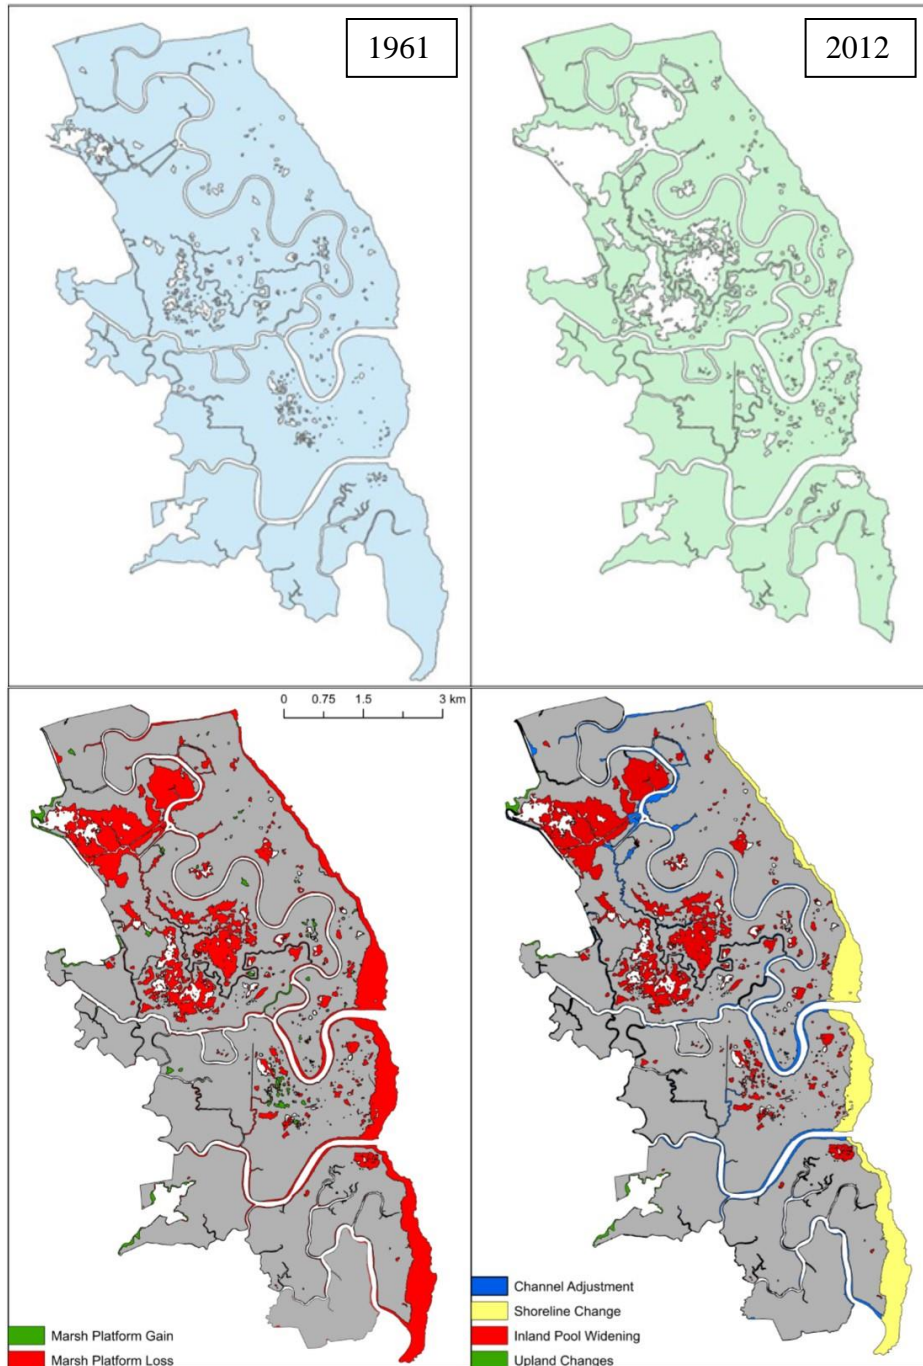 1961
2012
0 0.75 1.5 3 km
Marsh Platform Gain
Marsh Platform Loss
Channel Adjustment
Shoreline Change
Inland Pool Widening
Upland Changes